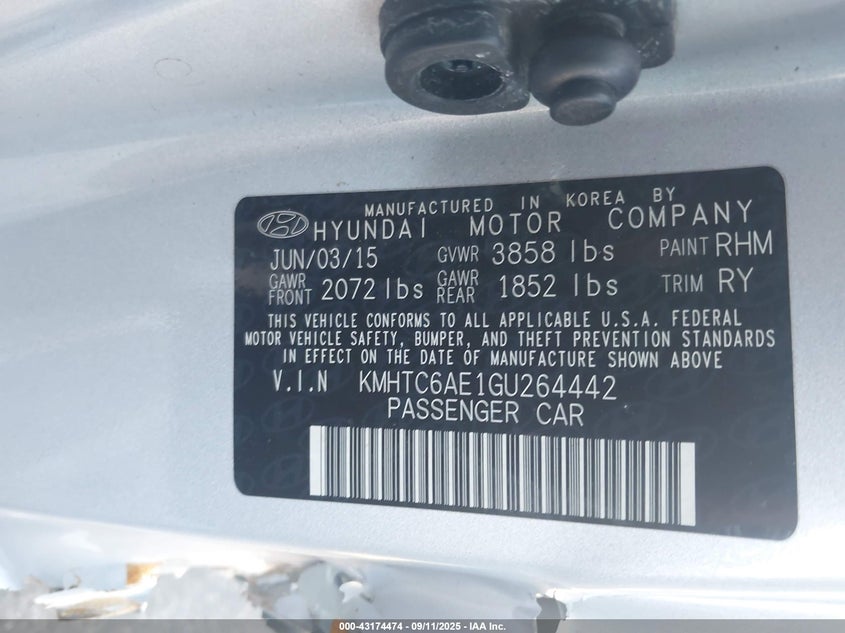 MANUFACTURED IN KOREA BY
HYUNDAI MOTOR COMPANY
JUN/03/15 GVWR 3858 lbs PAINT RHM
GAWR FRONT 2072 lbs GAWR REAR 1852 lbs TRIM RY
THIS VEHICLE CONFORMS TO ALL APPLICABLE U.S.A. FEDERAL
MOTOR VEHICLE SAFETY, BUMPER, AND THEFT PREVENTION STANDARDS
IN EFFECT ON THE DATE OF MANUFACTURE SHOWN ABOVE
V.I.N KMHTC6AE1GU264442
PASSENGER CAR
000-43174474 - 09/11/2025 - IAA Inc.